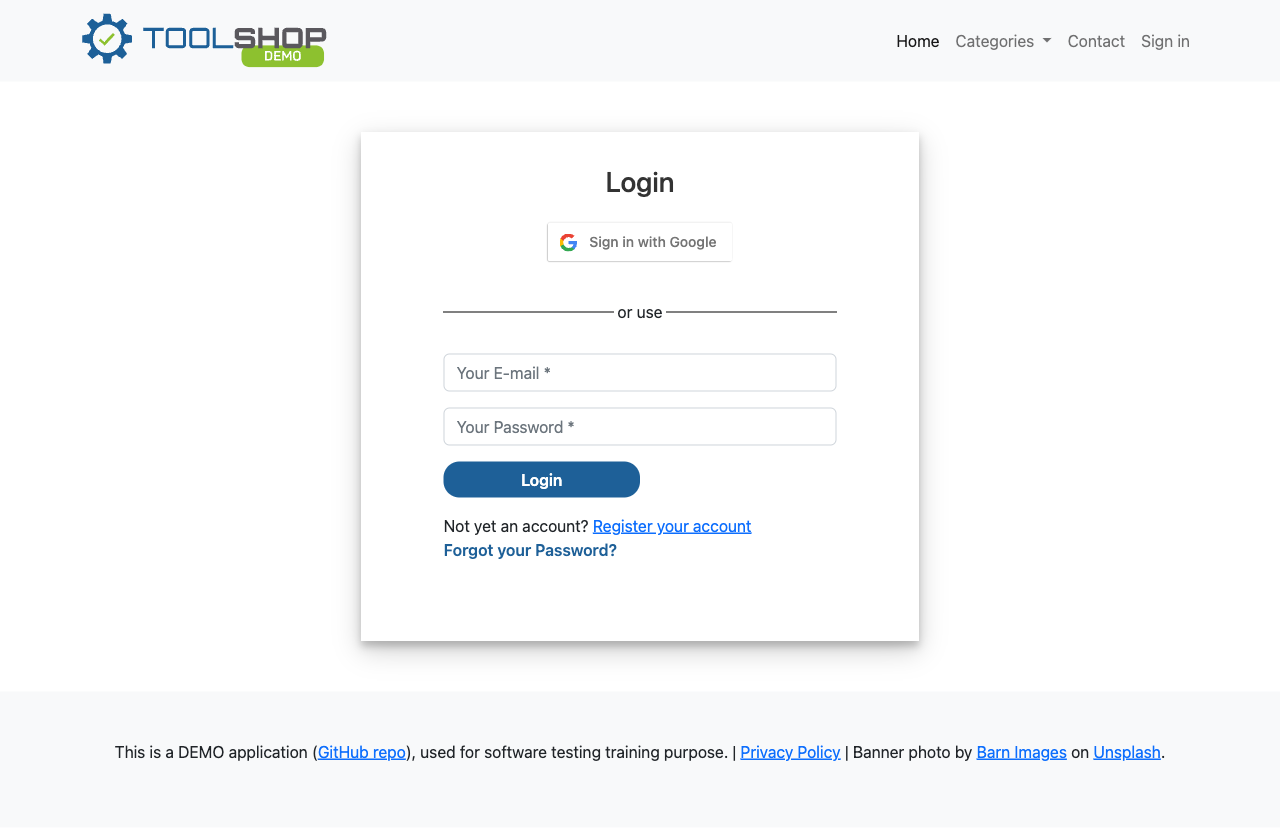 TOOLSHOP
DEMO
Home Categories Contact Sign in
Login
Sign in with Google
or use
Your E-mail *
Your Password *
Login
Not yet an account? Register your account
Forgot your Password?
This is a DEMO application (GitHub repo), used for software testing training purpose. | Privacy Policy | Banner photo by Barn Images on Unsplash.